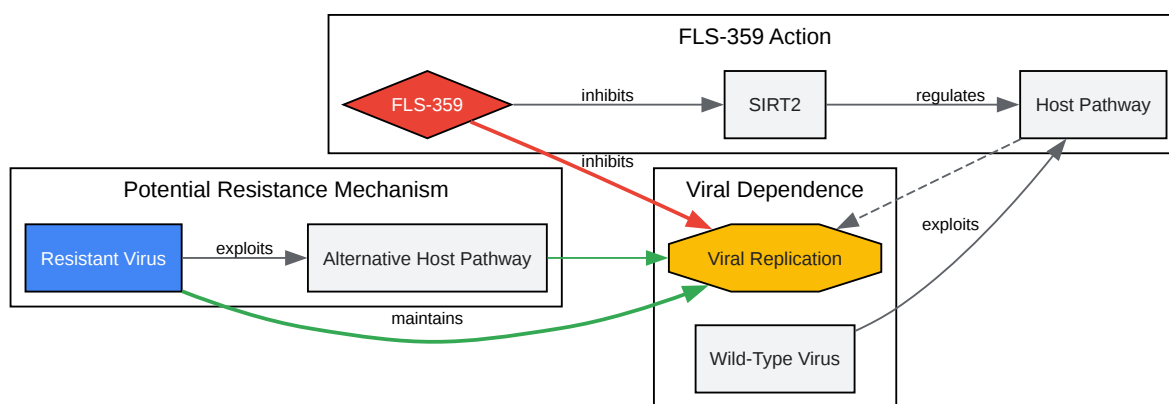 FLS-359 Action
FLS-359
inhibits
SIRT2
regulates
Host Pathway
inhibits
Potential Resistance Mechanism
Viral Dependence
Resistant Virus
exploits
Alternative Host Pathway
Viral Replication
exploits
maintains
Wild-Type Virus